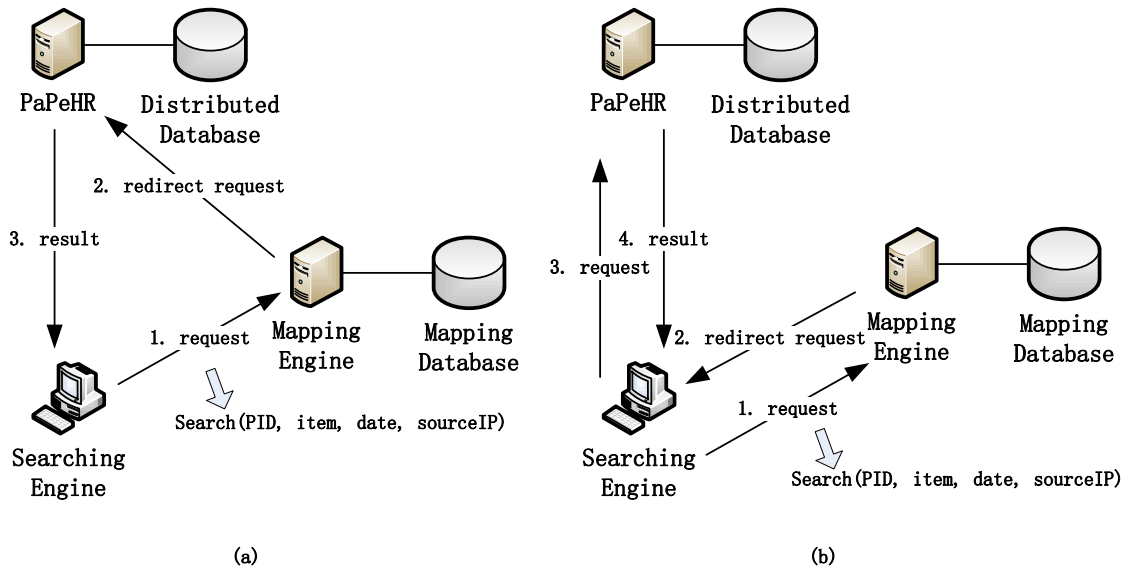 PaPeHR
Distributed
Database
2. redirect request
3. result
1. request
Mapping
Engine
Mapping
Database
Search(PID, item, date, sourceIP)
Searching
Engine
(a)
PaPeHR
Distributed
Database
4. result
3. request
2. redirect request
Mapping
Engine
Mapping
Database
1. request
Searching
Engine
Search(PID, item, date, sourceIP)
(b)